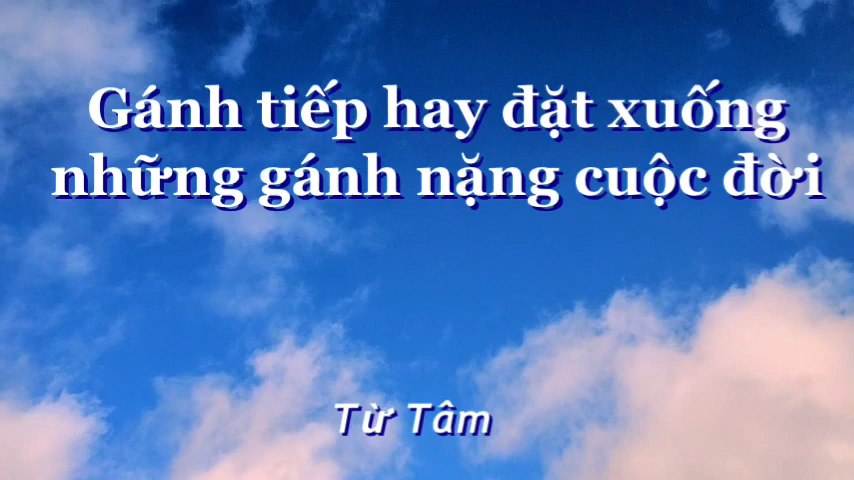 Gánh tiếp hay đặt xuống
những gánh nặng cuộc đời
Từ Tâm